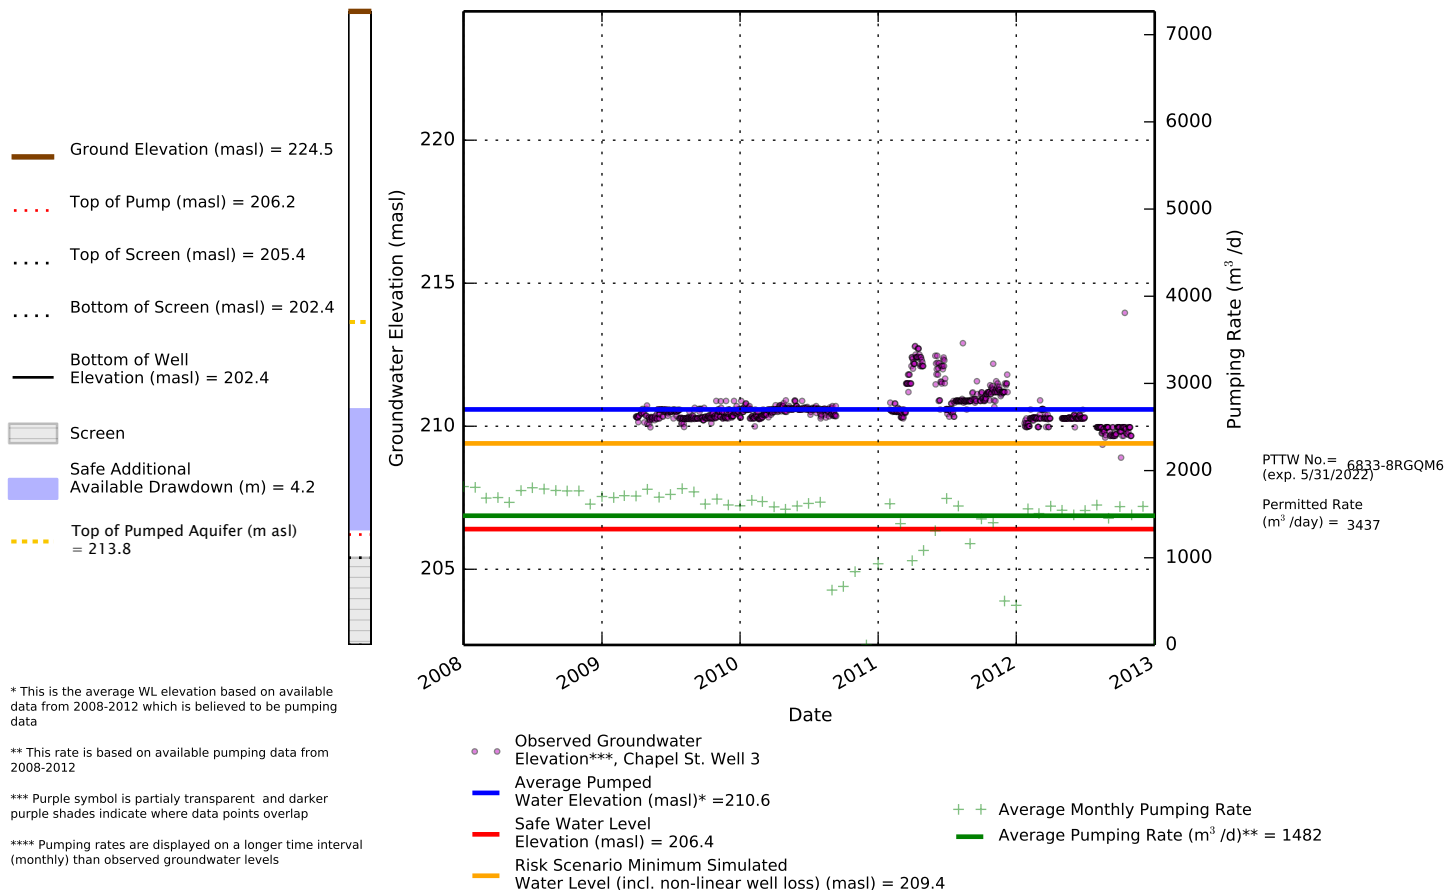 Ground Elevation (masl) = 224.5
Top of Pump (masl) = 206.2
Top of Screen (masl) = 205.4
Bottom of Screen (masl) = 202.4
Bottom of Well
Elevation (masl) = 202.4
Screen
Safe Additional
Available Drawdown (m) = 4.2
Top of Pumped Aquifer (m asl)
= 213.8
* This is the average WL elevation based on available
data from 2008-2012 which is believed to be pumping
data
** This rate is based on available pumping data from
2008-2012
*** Purple symbol is partialy transparent and darker
purple shades indicate where data points overlap
**** Pumping rates are displayed on a longer time interval
(monthly) than observed groundwater levels
Groundwater Elevation (masl)
220
215
210
205
2008
2009
2010
2011
2012
2013
Date
7000
6000
5000
4000
3000
2000
1000
0
Pumping Rate (m³ /d)
PTTW No.= 6833-8RGQM6
(exp. 5/31/2022)
Permitted Rate
(m³ /day) = 3437
Observed Groundwater
Elevation***, Chapel St. Well 3
Average Pumped
Water Elevation (masl)* =210.6
Safe Water Level
Elevation (masl) = 206.4
Risk Scenario Minimum Simulated
Water Level (incl. non-linear well loss) (masl) = 209.4
Average Monthly Pumping Rate
Average Pumping Rate (m³ /d)** = 1482